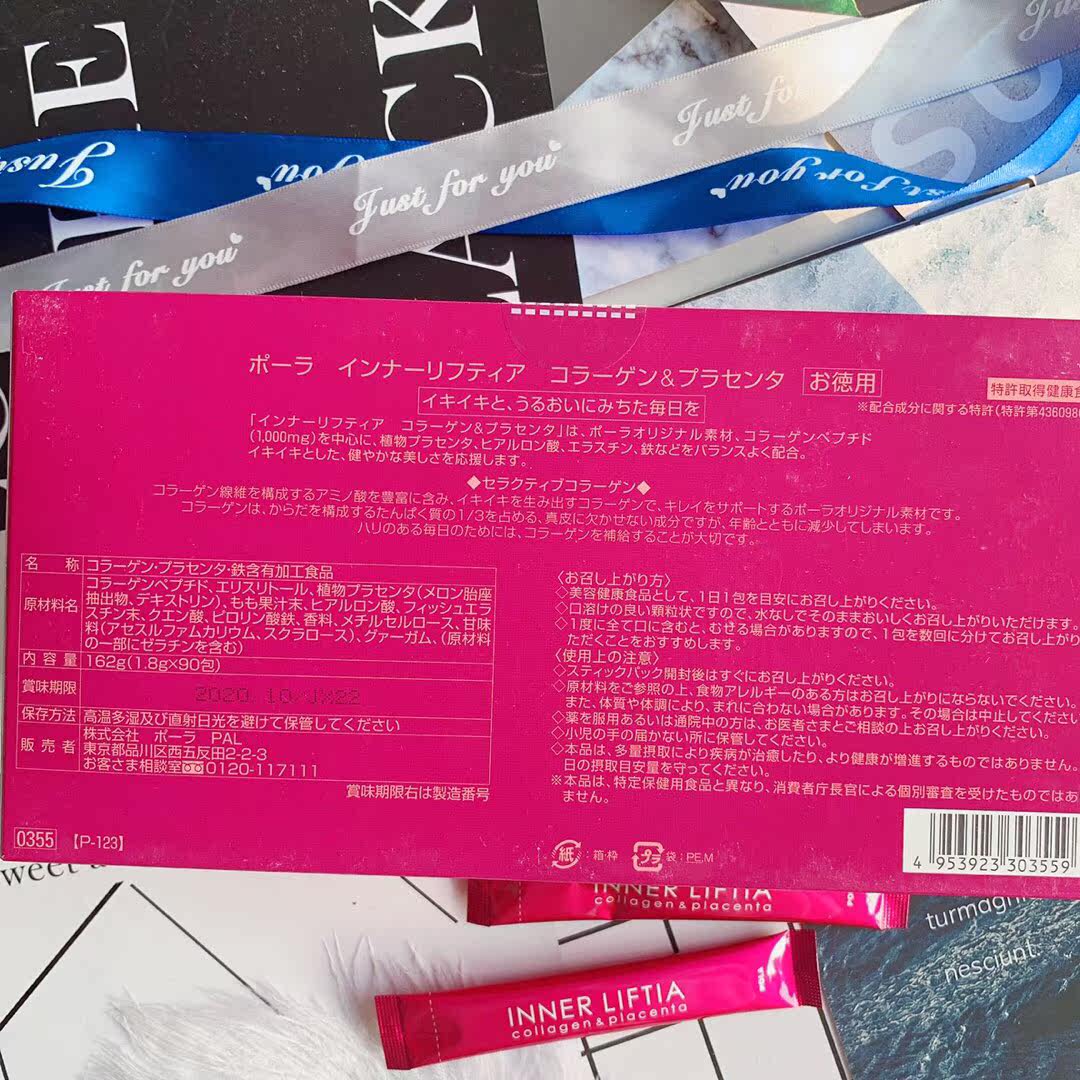 Just for you
Just for you
Just for
Just
for you
Just for you
ポーラ インナーリフティア コラーゲン&プラセンタ お徳用
イキイキと、うるおいにみちた毎日を
特許取得健康食
※配合成分に関する特許(特許第4360986
「インナーリフティア コラーゲン&プラセンタ」は、ポーラオリジナル素材、コラーゲンペプチド
(1,000mg)を中心に、植物プラセンタ、ヒアルロン酸、エラスチン、鉄などをバランスよく配合。
イキイキとした、健やかな美しさを応援します。
◆セラクティブコラーゲン◆
コラーゲン線維を構成するアミノ酸を豊富に含み、イキイキを生み出すコラーゲンで、キレイをサポートするポーラオリジナル素材です。
コラーゲンは、からだを構成するたんぱく質の1/3を占める、真皮に欠かせない成分ですが、年齢とともに減少してしまいます。
ハリのある毎日のためには、コラーゲンを補給することが大切です。
名称 コラーゲン・プラセンタ・鉄含有加工食品
原材料名 コラーゲンペプチド、エリスリトール、植物プラセンタ(メロン胎座
抽出物、デキストリン)、もも果汁末、ヒアルロン酸、フィッシュエラ
スチン末、クエン酸、ピロリン酸鉄、香料、メチルセルロース、甘味
料(アセスルファムカリウム、スクラロース)、グァーガム、(原材料
の一部にゼラチンを含む)
内容量 162g(1.8g×90包)
賞味期限 2020.10/JX22
保存方法 高温多湿及び直射日光を避けて保管してください
販売者 株式会社 ポーラ PAL
東京都品川区西五反田2-2-3
お客さま相談室 0120-117111
賞味期限右は製造番号
0355 【P-123】
〈お召し上がり方〉
◇美容健康食品として、1日1包を目安にお召し上がりください。
◇口溶けの良い顆粒状ですので、水なしでそのままおいしくお召し上がりいただけます。
◇1度に全て口に含むと、むせる場合がありますので、1包を数回に分けてお召し上がり
ただくことをおすすめします。
〈使用上の注意〉
◇スティックパック開封後はすぐにお召し上がりください。
◇原材料をご参照の上、食物アレルギーのある方はお召し上がりにならないでください。
また、体質や体調により、まれに合わない場合があります。その場合は中止してくださ
◇薬を服用あるいは通院中の方は、お医者さまとご相談の上お召し上がりください。
◇小児の手の届かない所に保管してください。
◇本品は、多量摂取により疾病が治癒したり、より健康が増進するものではありません。
日の摂取目安量を守ってください。
※本品は、特定保健用食品と異なり、消費者庁長官による個別審査を受けたものではあ
ません。
紙 :箱・枠 プラ 袋:PE,M
4 953923 303559
INNER LIFTIA
collagen & placenta
INNER LIFTIA
collagen & placenta
POLA
turmagn
nesciunt.